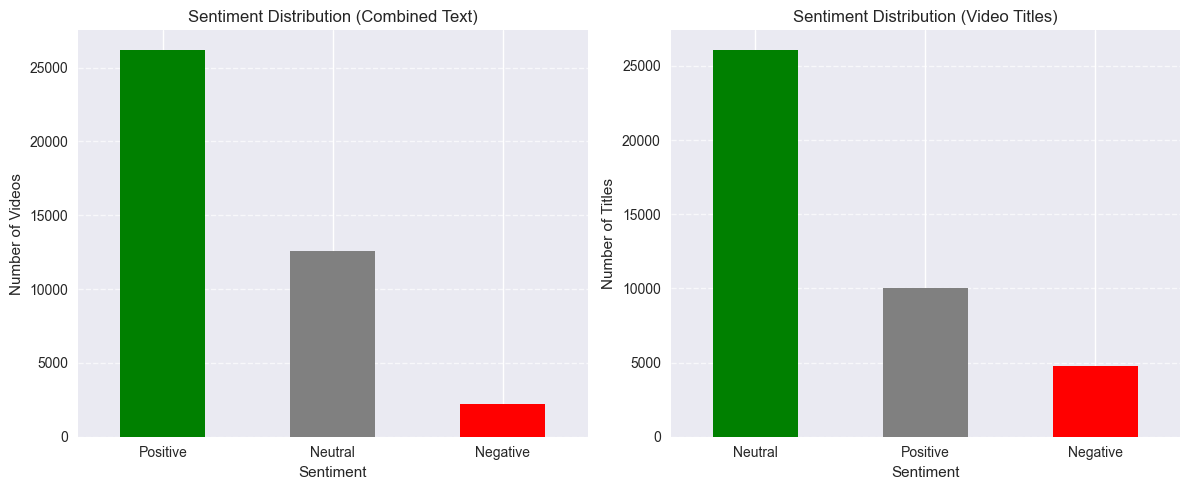 Sentiment Distribution (Combined Text)
Number of Videos
25000
20000
15000
10000
5000
0
Positive
Neutral
Negative
Sentiment
Sentiment Distribution (Video Titles)
Number of Titles
25000
20000
15000
10000
5000
0
Neutral
Positive
Negative
Sentiment